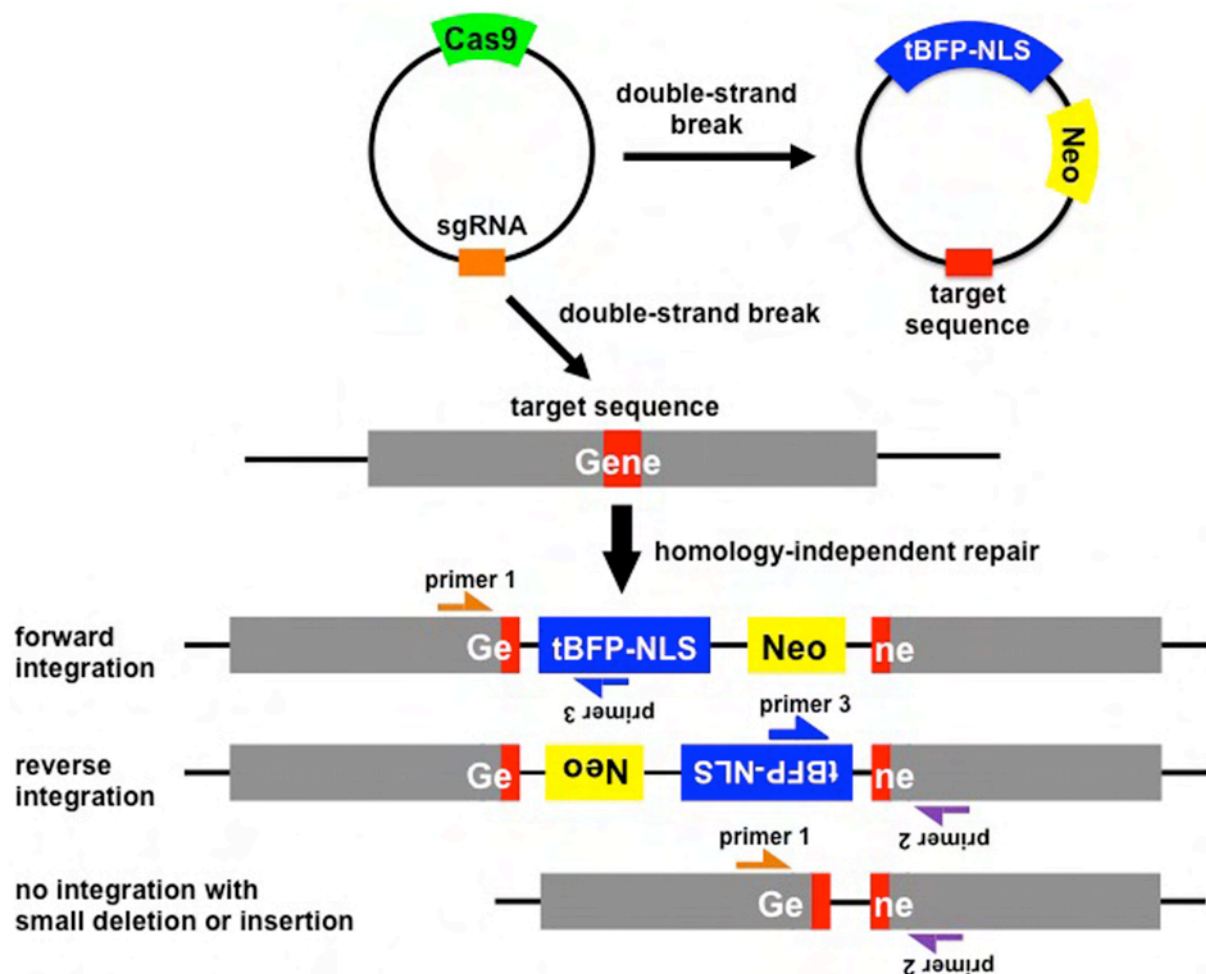 Cas9
tBFP-NLS
double-strand
break
Neo
sgRNA
target
sequence
double-strand break
target sequence
Gene
homology-independent repair
primer 1
forward
integration
Ge
tBFP-NLS
Neo
ne
primer 3
primer 3
reverse
integration
Ge
Neo
tBFP-NLS
ne
primer 2
primer 1
no integration with
small deletion or insertion
Ge
ne
primer 2